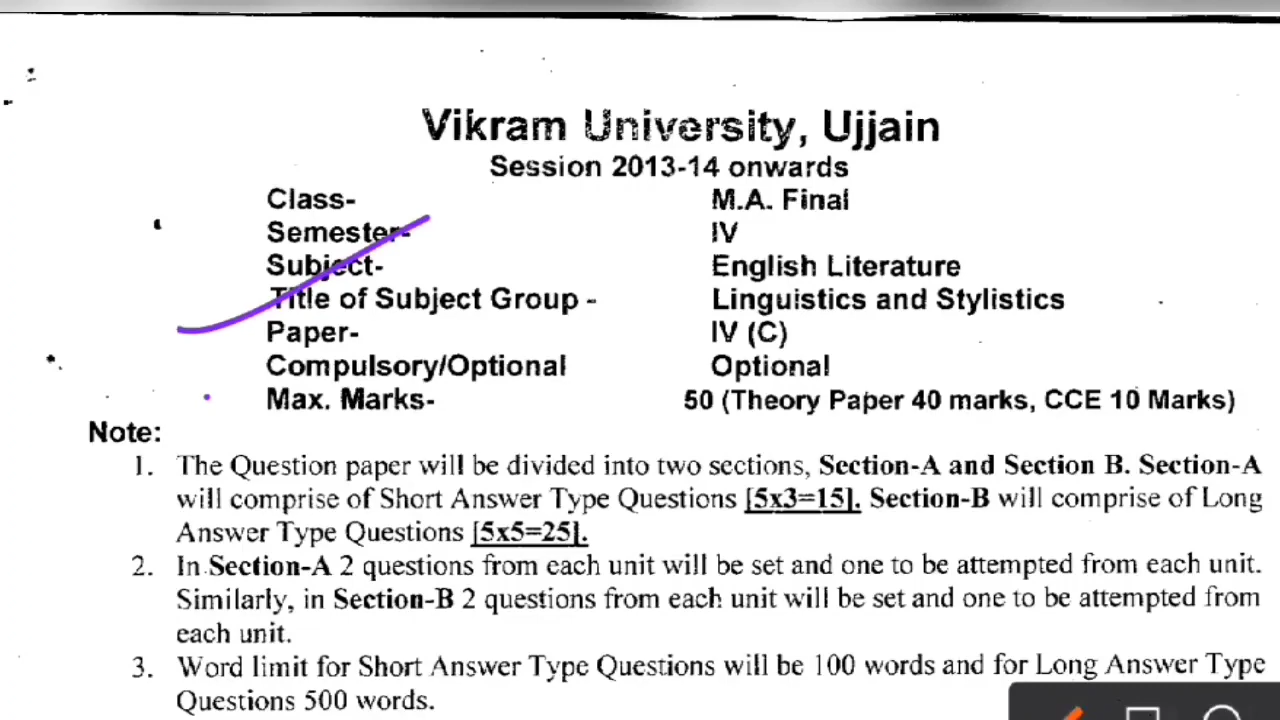 Vikram University, Ujjain
Session 2013-14 onwards
Class- M.A. Final
Semester- IV
Subject- English Literature
Title of Subject Group - Linguistics and Stylistics
Paper- IV (C)
Compulsory/Optional Optional
Max. Marks- 50 (Theory Paper 40 marks, CCE 10 Marks)
Note:
1. The Question paper will be divided into two sections, Section-A and Section B. Section-A
will comprise of Short Answer Type Questions [5x3=15]. Section-B will comprise of Long
Answer Type Questions [5x5=25].
2. In Section-A 2 questions from each unit will be set and one to be attempted from each unit.
Similarly, in Section-B 2 questions from each unit will be set and one to be attempted from
each unit.
3. Word limit for Short Answer Type Questions will be 100 words and for Long Answer Type
Questions 500 words.